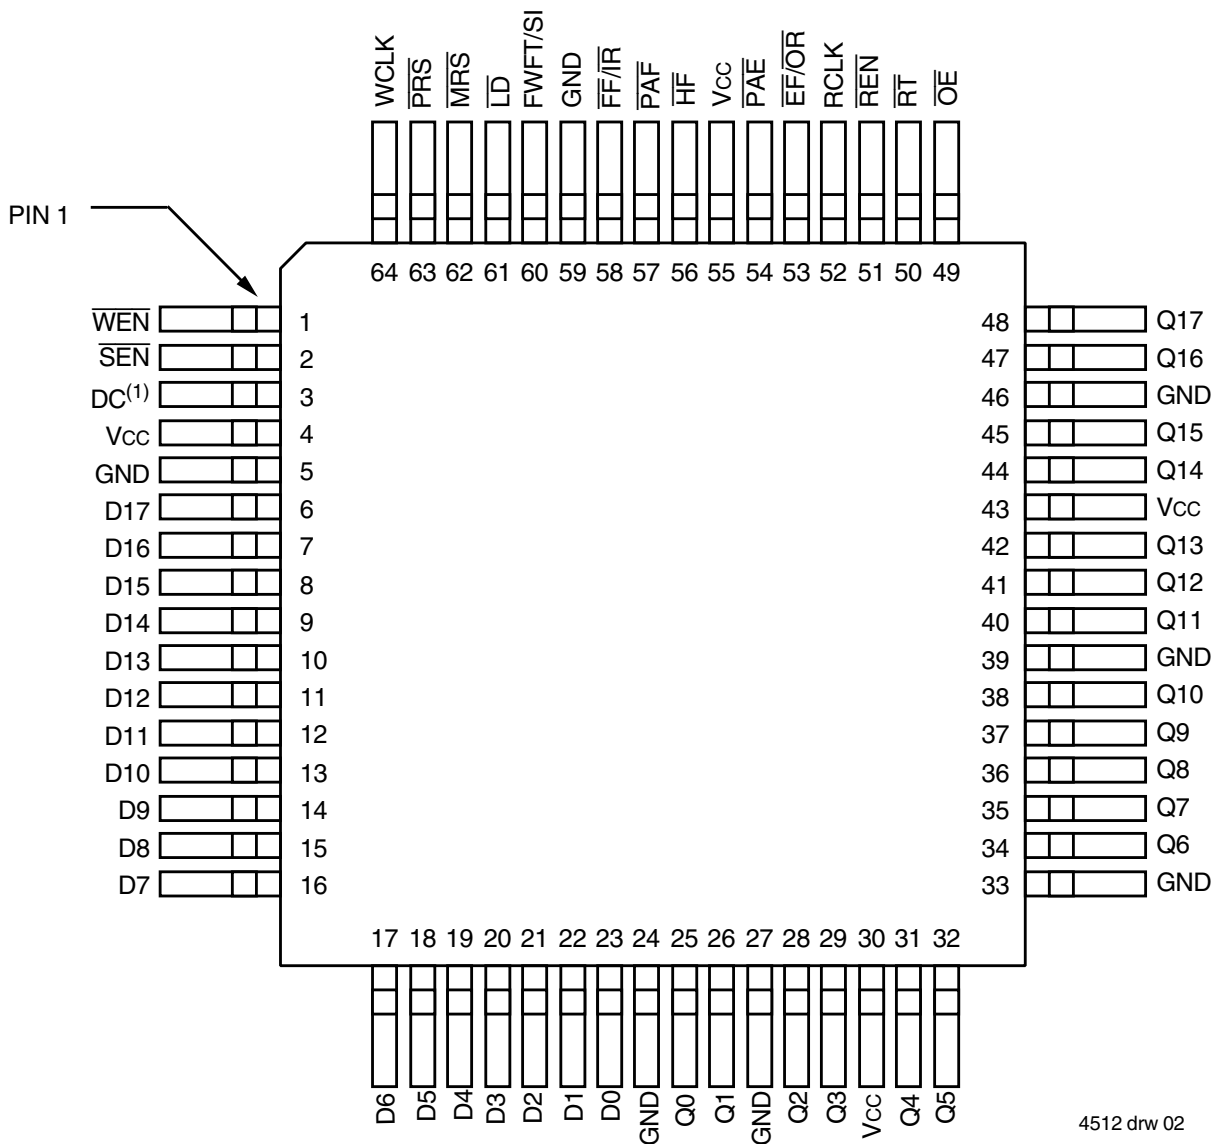 WCLK
PRS
MRS
LD
FWFT/SI
GND
FF/IR
PAF
HF
VCC
PAE
EF/OR
RCLK
REN
RT
OE
PIN 1
64 63 62 61 60 59 58 57 56 55 54 53 52 51 50 49
WEN 1
SEN 2
DC(1) 3
VCC 4
GND 5
D17 6
D16 7
D15 8
D14 9
D13 10
D12 11
D11 12
D10 13
D9 14
D8 15
D7 16
48 Q17
47 Q16
46 GND
45 Q15
44 Q14
43 VCC
42 Q13
41 Q12
40 Q11
39 GND
38 Q10
37 Q9
36 Q8
35 Q7
34 Q6
33 GND
17 18 19 20 21 22 23 24 25 26 27 28 29 30 31 32
D6
D5
D4
D3
D2
D1
D0
GND
Q0
Q1
GND
Q2
Q3
VCC
Q4
Q5
4512 drw 02